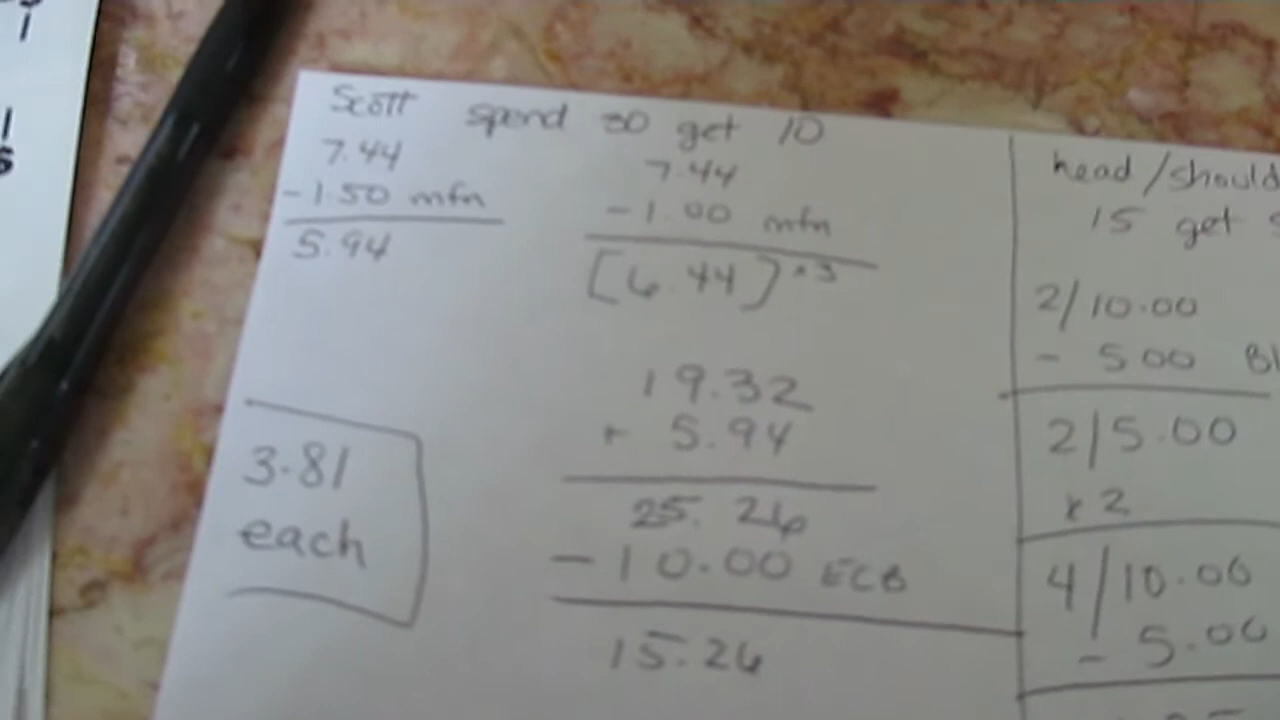 Scott spend 30 get 10
7.44
- 1.50 mfn
5.94
7.44
- 1.00 mfn
[6.44] × 3
19.32
+ 5.94
25.26
- 10.00 ECB
15.26
3.81
each
head/should
15 get
2/10.00
- 5.00
2/5.00
x 2
4/10.00
- 5.00